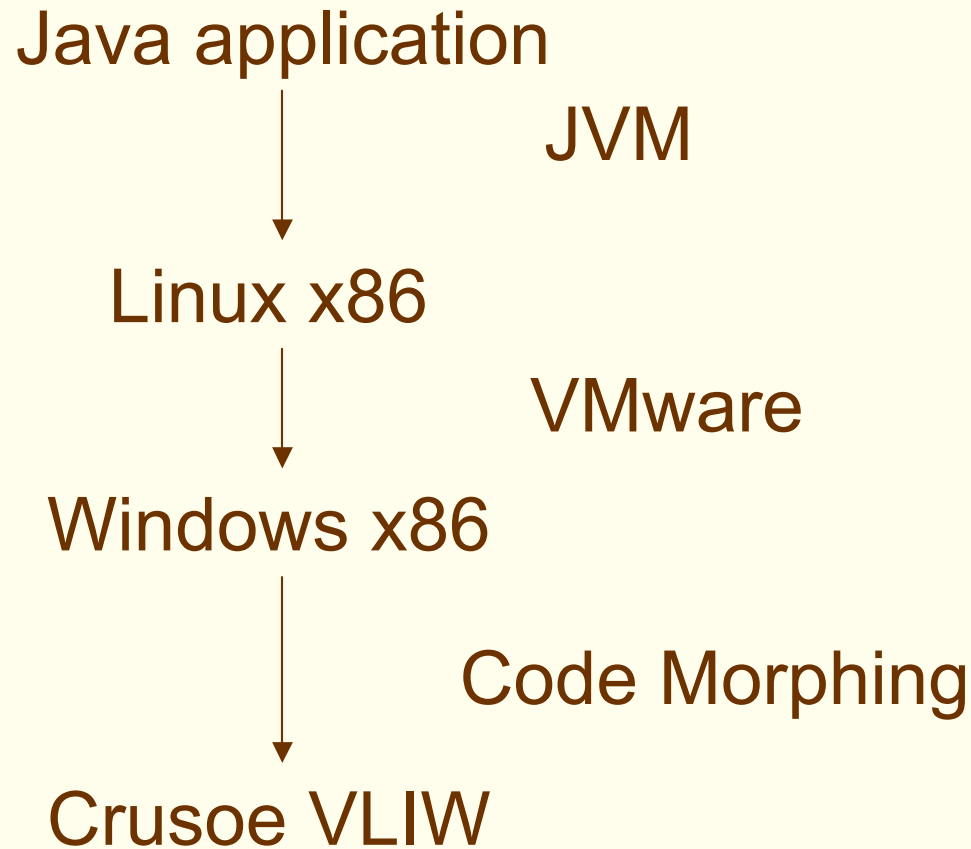 Java application
JVM
Linux x86
VMware
Windows x86
Code Morphing
Crusoe VLIW